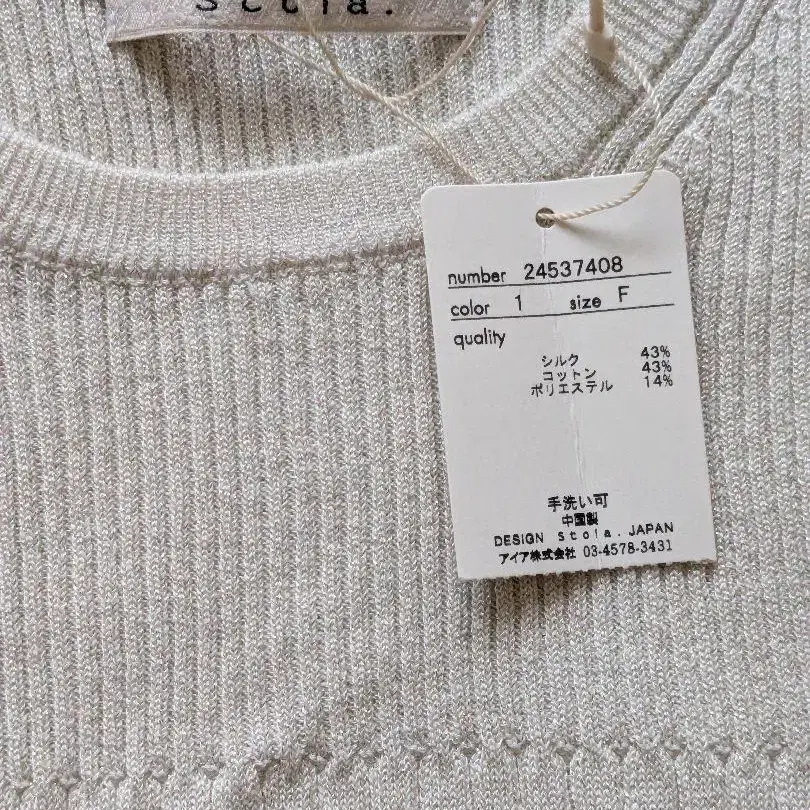 Stola.
number 24537408
color 1 size F
quality
シルク 43%
コットン 43%
ポリエステル 14%
手洗い可
中国製
DESIGN Stola. JAPAN
アイア株式会社 03-4578-3431